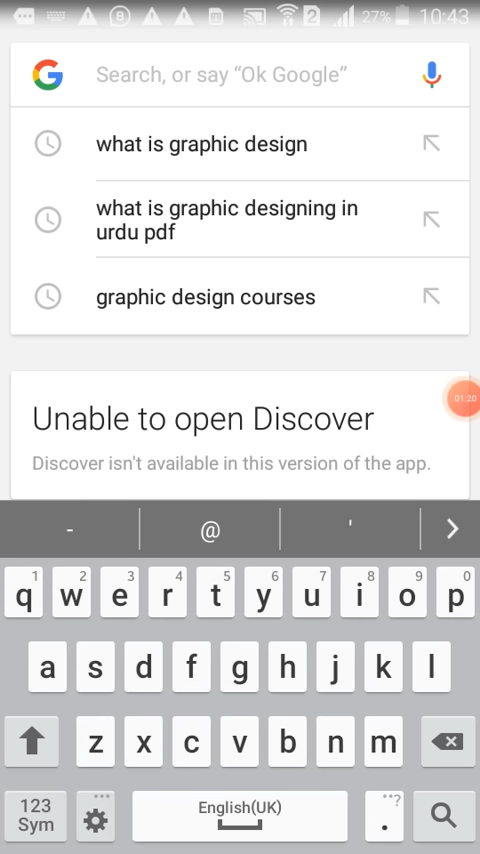 27% 10:43
Search, or say “Ok Google”
what is graphic design
what is graphic designing in
urdu pdf
graphic design courses
01:20
Unable to open Discover
Discover isn't available in this version of the app.
- @ '
1 2 3 4 5 6 7 8 9 0
q w e r t y u i o p
a s d f g h j k l
z x c v b n m
123
Sym
English(UK)
. ?